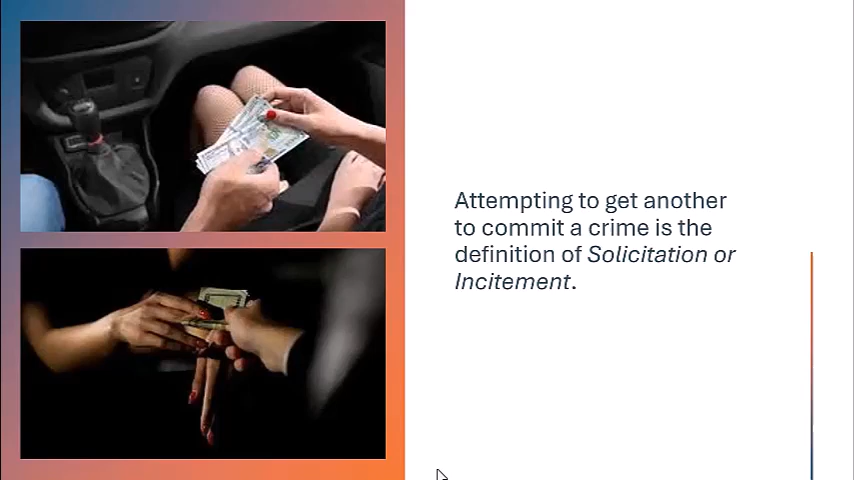 Attempting to get another
to commit a crime is the
definition of Solicitation or
Incitement.